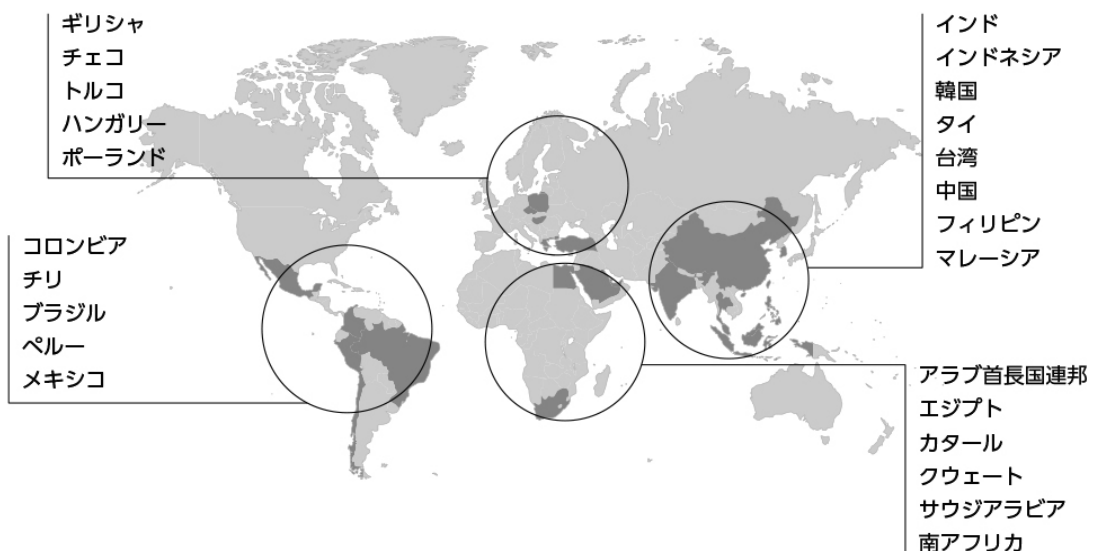 ギリシャ
チェコ
トルコ
ハンガリー
ポーランド
コロンビア
チリ
ブラジル
ペルー
メキシコ
インド
インドネシア
韓国
タイ
台湾
中国
フィリピン
マレーシア
アラブ首長国連邦
エジプト
カタール
クウェート
サウジアラビア
南アフリカ